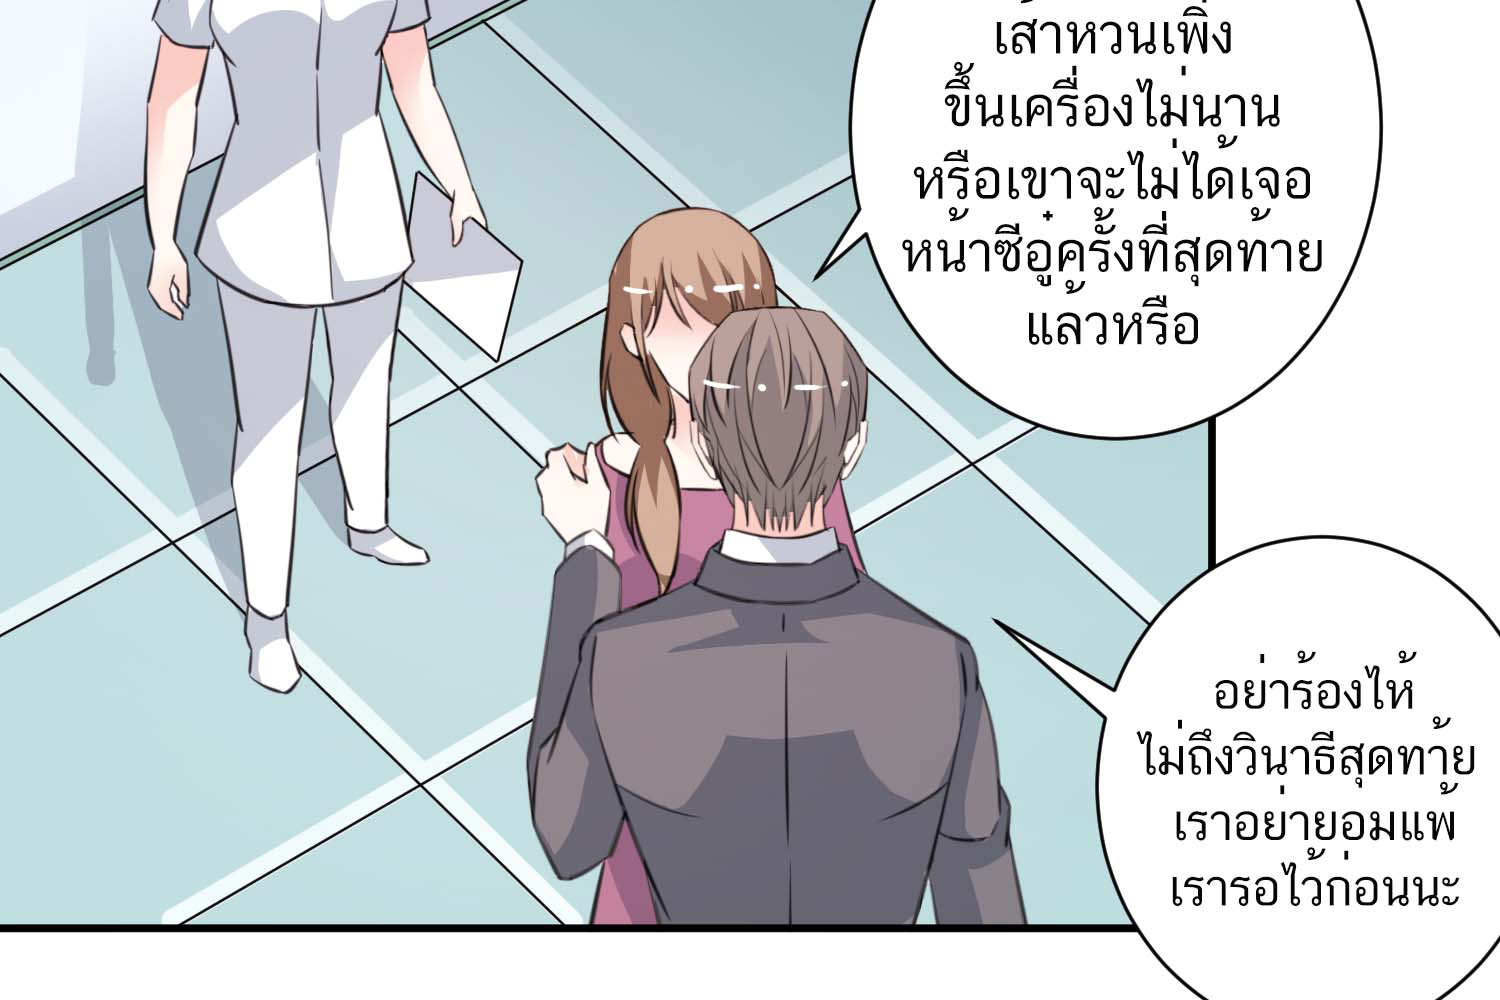 เส้าหวนเพิ่ง
ขึ้นเครื่องไม่นาน
หรือเขาจะไม่ได้เจอ
หน้าซีอู๋ครั้งที่สุดท้าย
แล้วหรือ
อย่าร้องไห้
ไม่ถึงวินาธีสุดท้าย
เราอย่ายอมแพ้
เรารอไว้ก่อนนะ